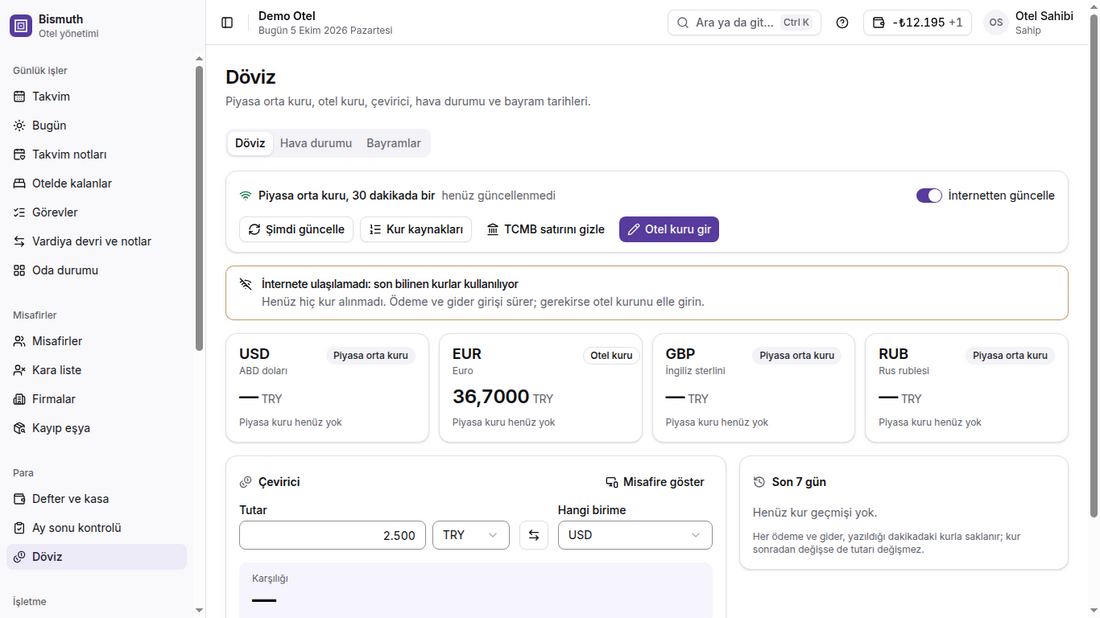 Bismuth
Otel yönetimi
Günlük işler
Takvim
Bugün
Takvim notları
Otelde kalanlar
Görevler
Vardiya devri ve notlar
Oda durumu
Misafirler
Misafirler
Kara liste
Firmalar
Kayıp eşya
Para
Defter ve kasa
Ay sonu kontrolü
Döviz
İşletme
Demo Otel
Bugün 5 Ekim 2026 Pazartesi
Ara ya da git... Ctrl K
-₺12.195 +1
OS
Otel Sahibi
Sahip
Döviz
Piyasa orta kuru, otel kuru, çevirici, hava durumu ve bayram tarihleri.
Döviz Hava durumu Bayramlar
Piyasa orta kuru, 30 dakikada bir henüz güncellenmedi
İnternetten güncelle
Şimdi güncelle Kur kaynakları TCMB satırını gizle Otel kuru gir
İnternete ulaşılamadı: son bilinen kurlar kullanılıyor
Henüz hiç kur alınmadı. Ödeme ve gider girişi sürer; gerekirse otel kurunu elle girin.
USD Piyasa orta kuru
ABD doları
— TRY
Piyasa kuru henüz yok
EUR Otel kuru
Euro
36,7000 TRY
Piyasa kuru henüz yok
GBP Piyasa orta kuru
İngiliz sterlini
— TRY
Piyasa kuru henüz yok
RUB Piyasa orta kuru
Rus rublesi
— TRY
Piyasa kuru henüz yok
Çevirici Misafire göster
Tutar Hangi birime
2.500 TRY USD
Karşılığı
—
Son 7 gün
Henüz kur geçmişi yok.
Her ödeme ve gider, yazıldığı dakikadaki kurla saklanır; kur
sonradan değişse de tutarı değişmez.